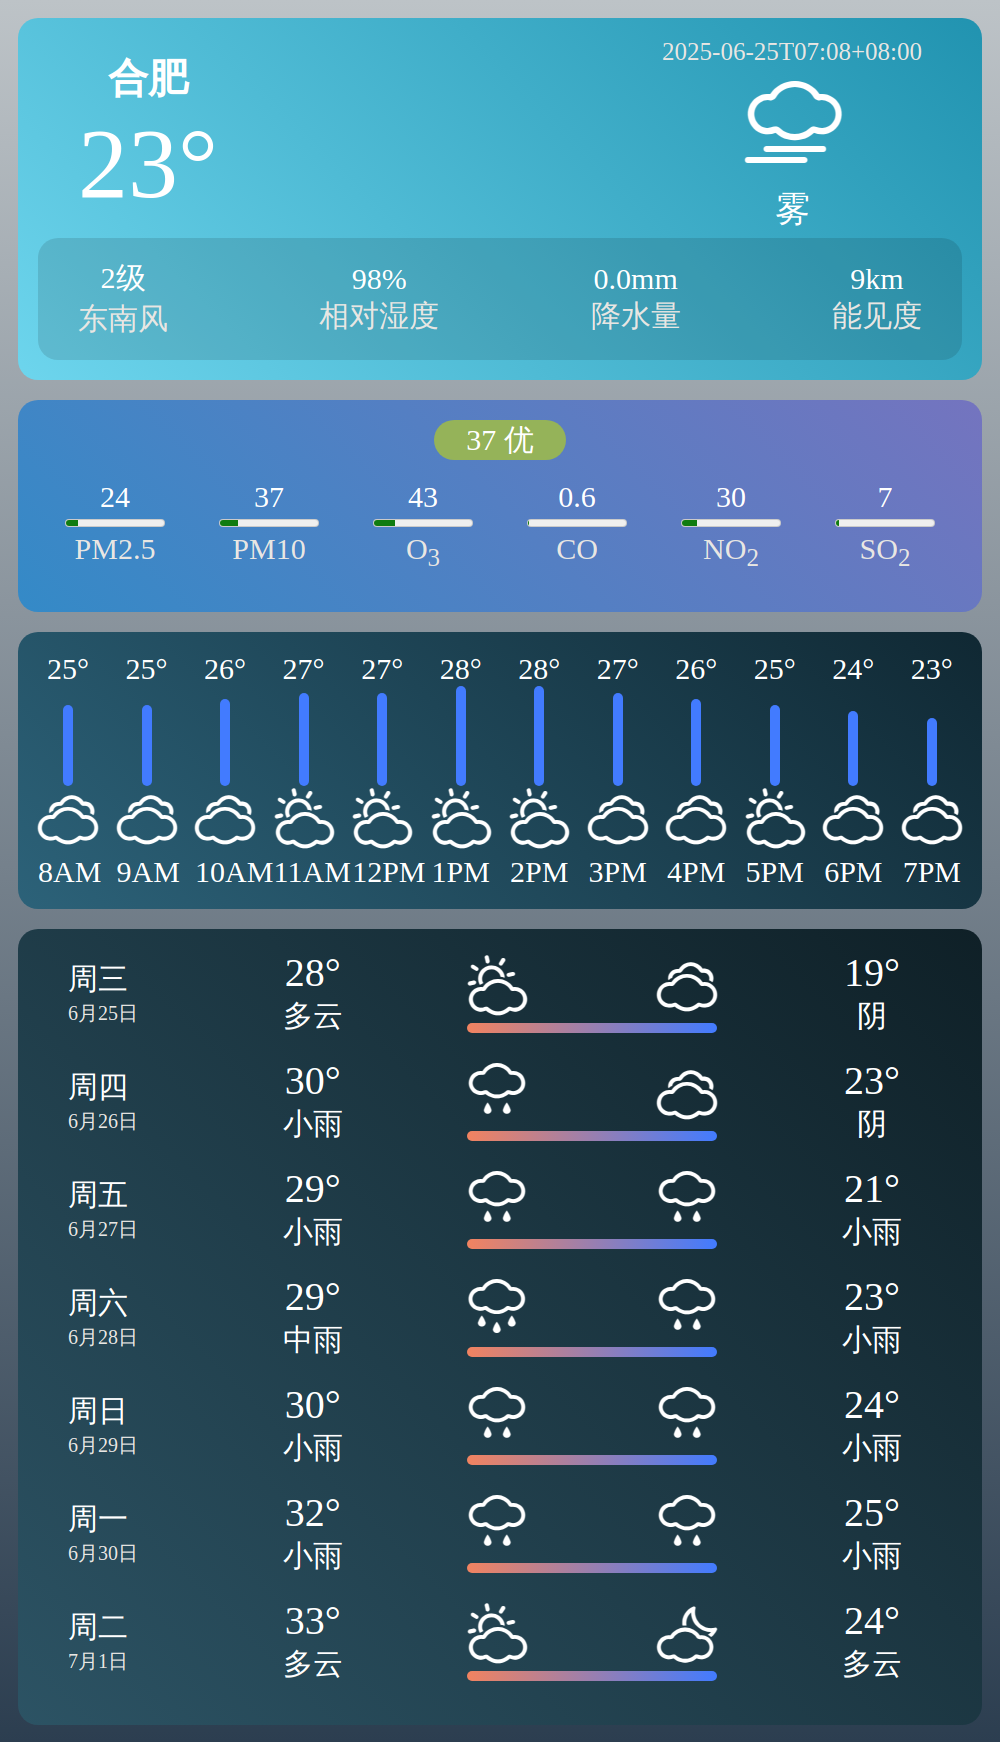 合肥
23°
2025-06-25T07:08+08:00
雾
2级 98% 0.0mm 9km
东南风 相对湿度 降水量 能见度
37 优
24 37 43 0.6 30 7
PM2.5 PM10 O3 CO NO2 SO2
25° 25° 26° 27° 27° 28° 28° 27° 26° 25° 24° 23°
8AM 9AM 10AM 11AM 12PM 1PM 2PM 3PM 4PM 5PM 6PM 7PM
周三 28° 19°
6月25日 多云 阴
周四 30° 23°
6月26日 小雨 阴
周五 29° 21°
6月27日 小雨 小雨
周六 29° 23°
6月28日 中雨 小雨
周日 30° 24°
6月29日 小雨 小雨
周一 32° 25°
6月30日 小雨 小雨
周二 33° 24°
7月1日 多云 多云